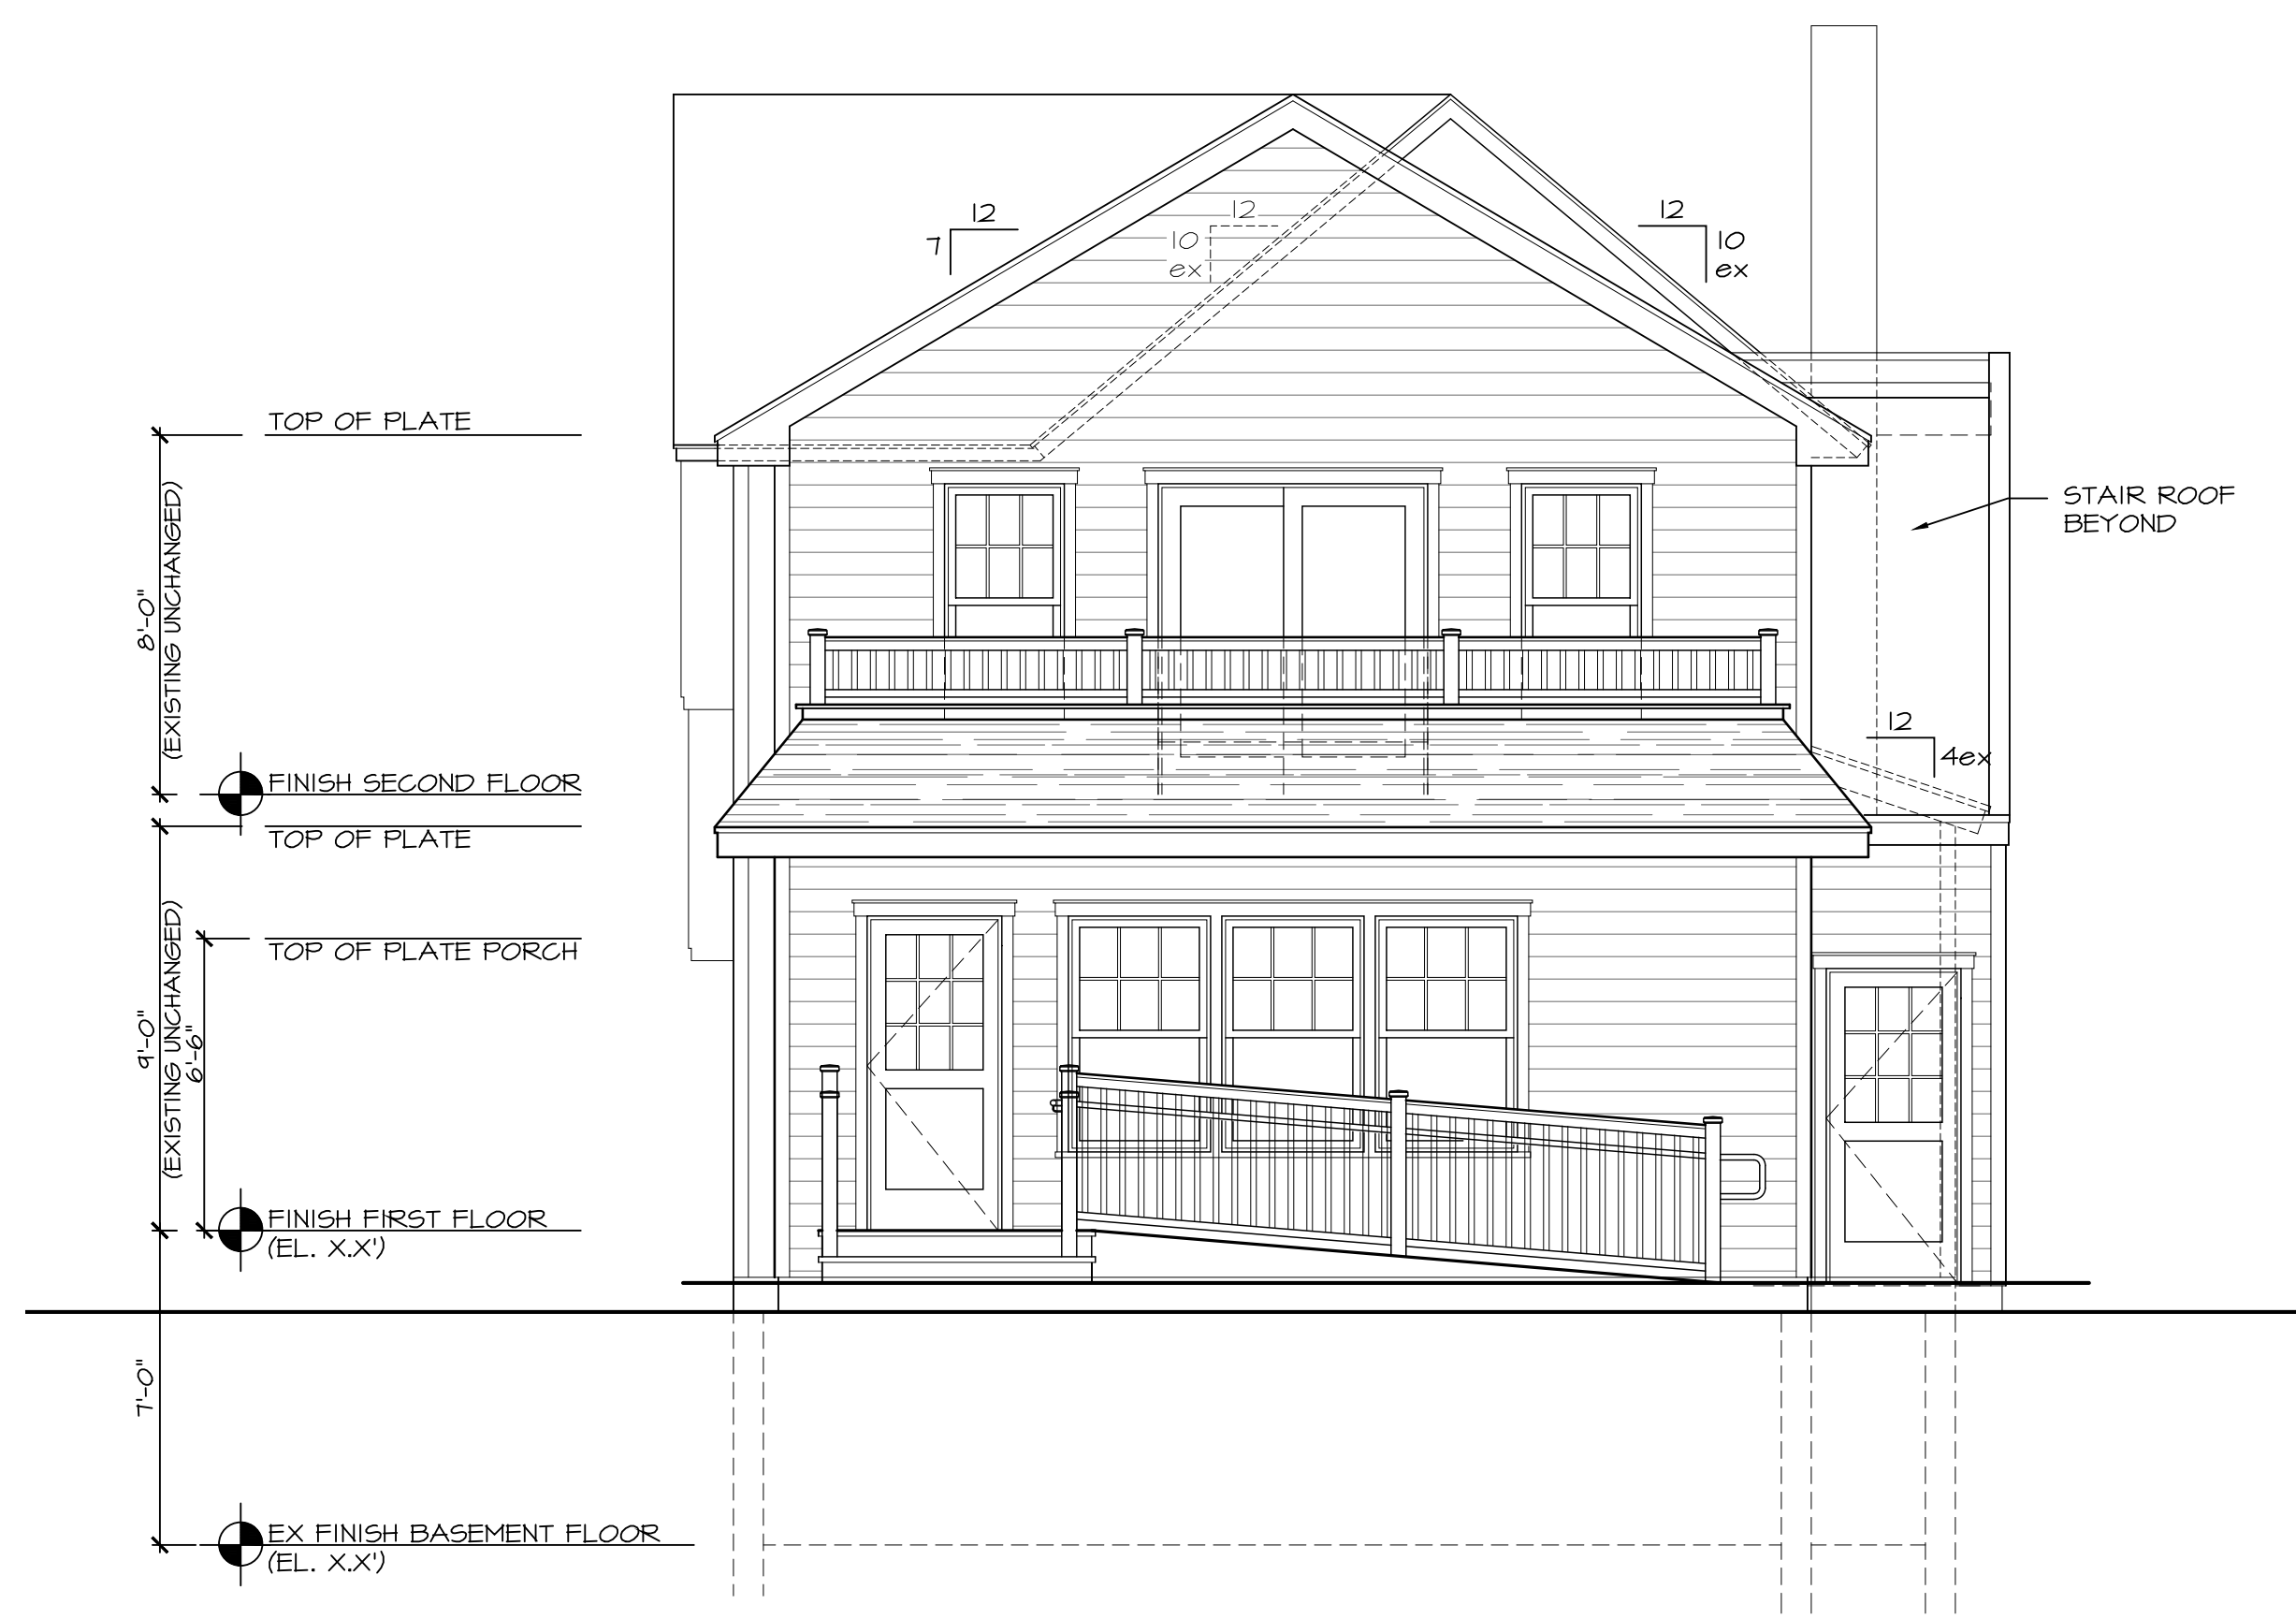 12
7
12
10
ex
12
10
ex
TOP OF PLATE
8'-0"
(EXISTING UNCHANGED)
STAIR ROOF
BEYOND
12
4ex
FINISH SECOND FLOOR
TOP OF PLATE
9'-0"
(EXISTING UNCHANGED)
TOP OF PLATE PORCH
6'-6"
FINISH FIRST FLOOR
(EL. X.X')
7'-0"
EX FINISH BASEMENT FLOOR
(EL. X.X')